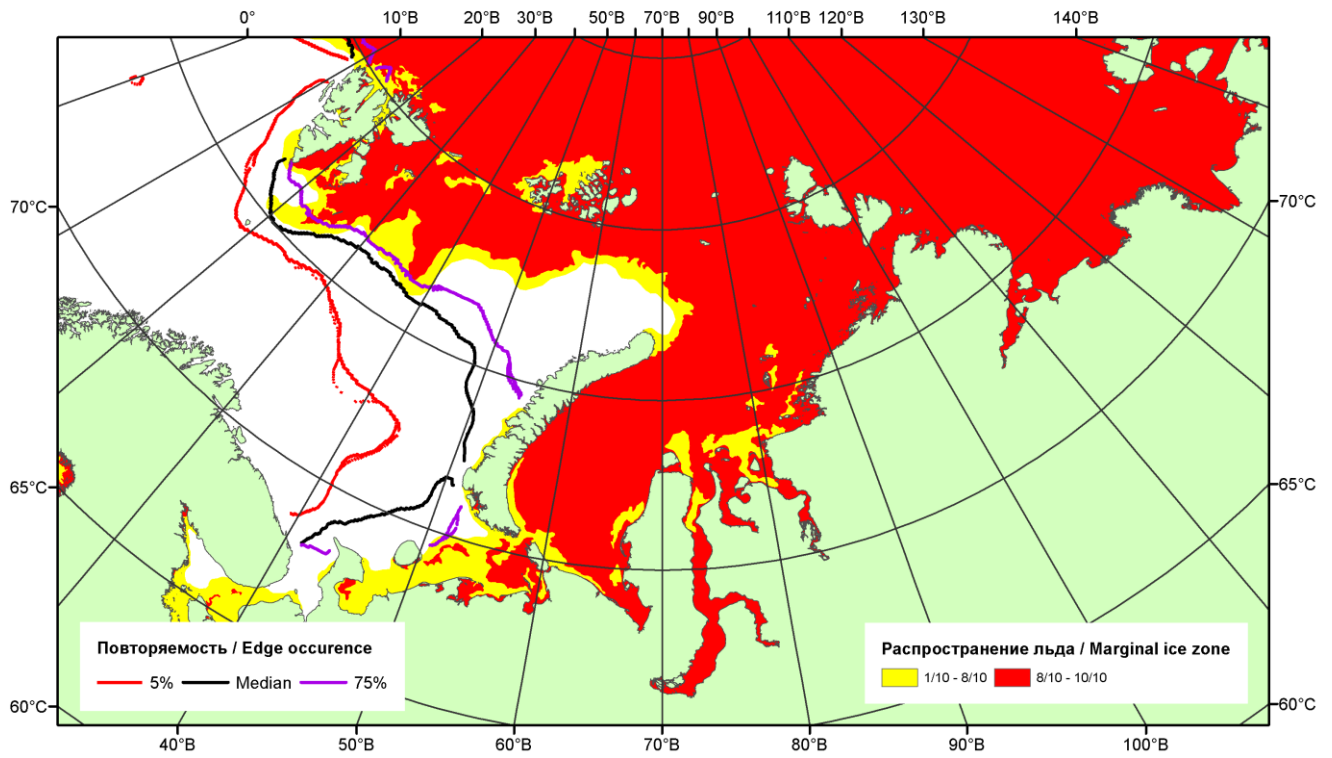 0° 10°В 20°В 30°В 50°В 70°В 90°В 110°В 120°В 130°В 140°В
70°С 70°С
65°С 65°С
Повторяемость / Edge occurence
5% Median 75%
Распространение льда / Marginal ice zone
1/10 - 8/10 8/10 - 10/10
60°С 60°С
40°В 50°В 60°В 70°В 80°В 90°В 100°В